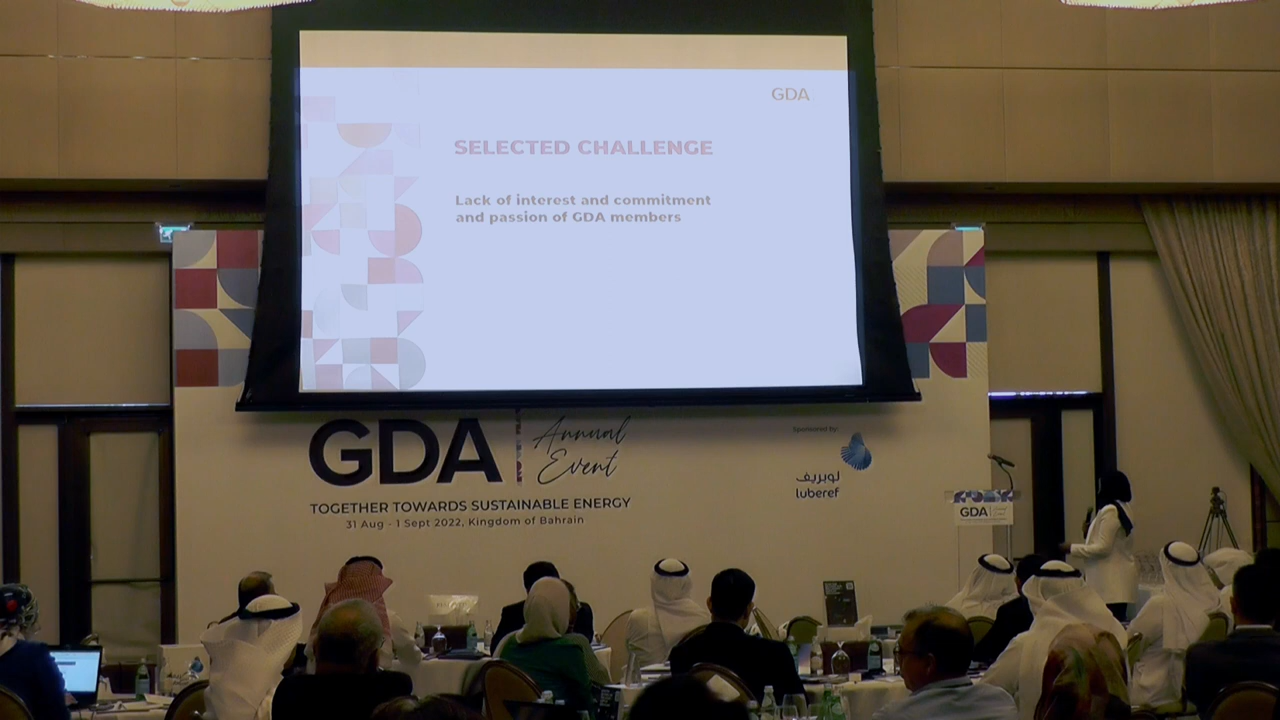 GDA
SELECTED CHALLENGE
Lack of interest and commitment
and passion of GDA members
GDA
Annual
Event
TOGETHER TOWARDS SUSTAINABLE ENERGY
31 Aug - 1 Sept 2022, Kingdom of Bahrain
Sponsored by:
لوبريف
luberef
GDA